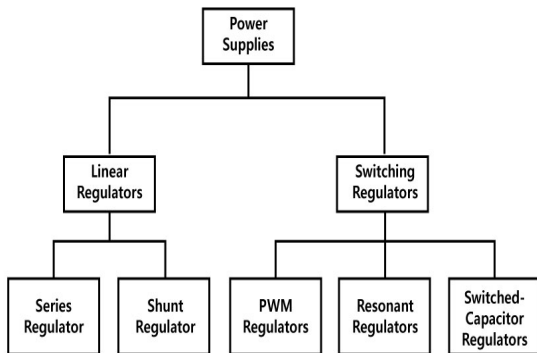 Power
Supplies
Linear
Regulators
Switching
Regulators
Series
Regulator
Shunt
Regulator
PWM
Regulators
Resonant
Regulators
Switched-
Capacitor
Regulators